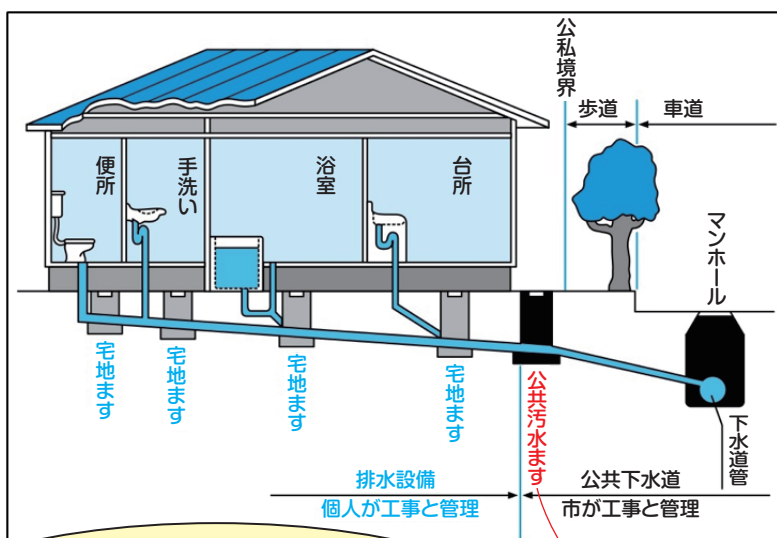 公私境界
歩道
車道
便所
手洗い
浴室
台所
マンホール
宅地ます
宅地ます
宅地ます
宅地ます
公共汚水ます
下水道管
排水設備
公共下水道
個人が工事と管理
市が工事と管理